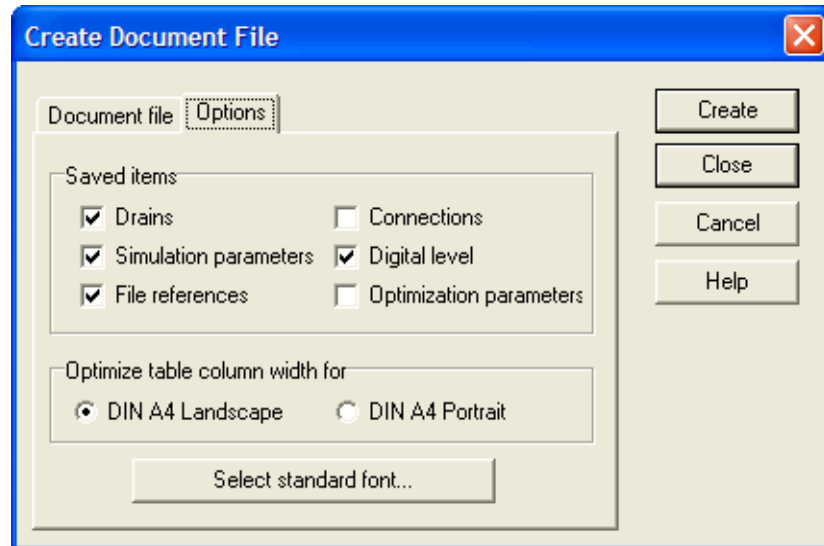 Create Document File
Document file Options
Create
Close
Cancel
Help
Saved items
Drains Connections
Simulation parameters Digital level
File references Optimization parameters
Optimize table column width for
DIN A4 Landscape DIN A4 Portrait
Select standard font...